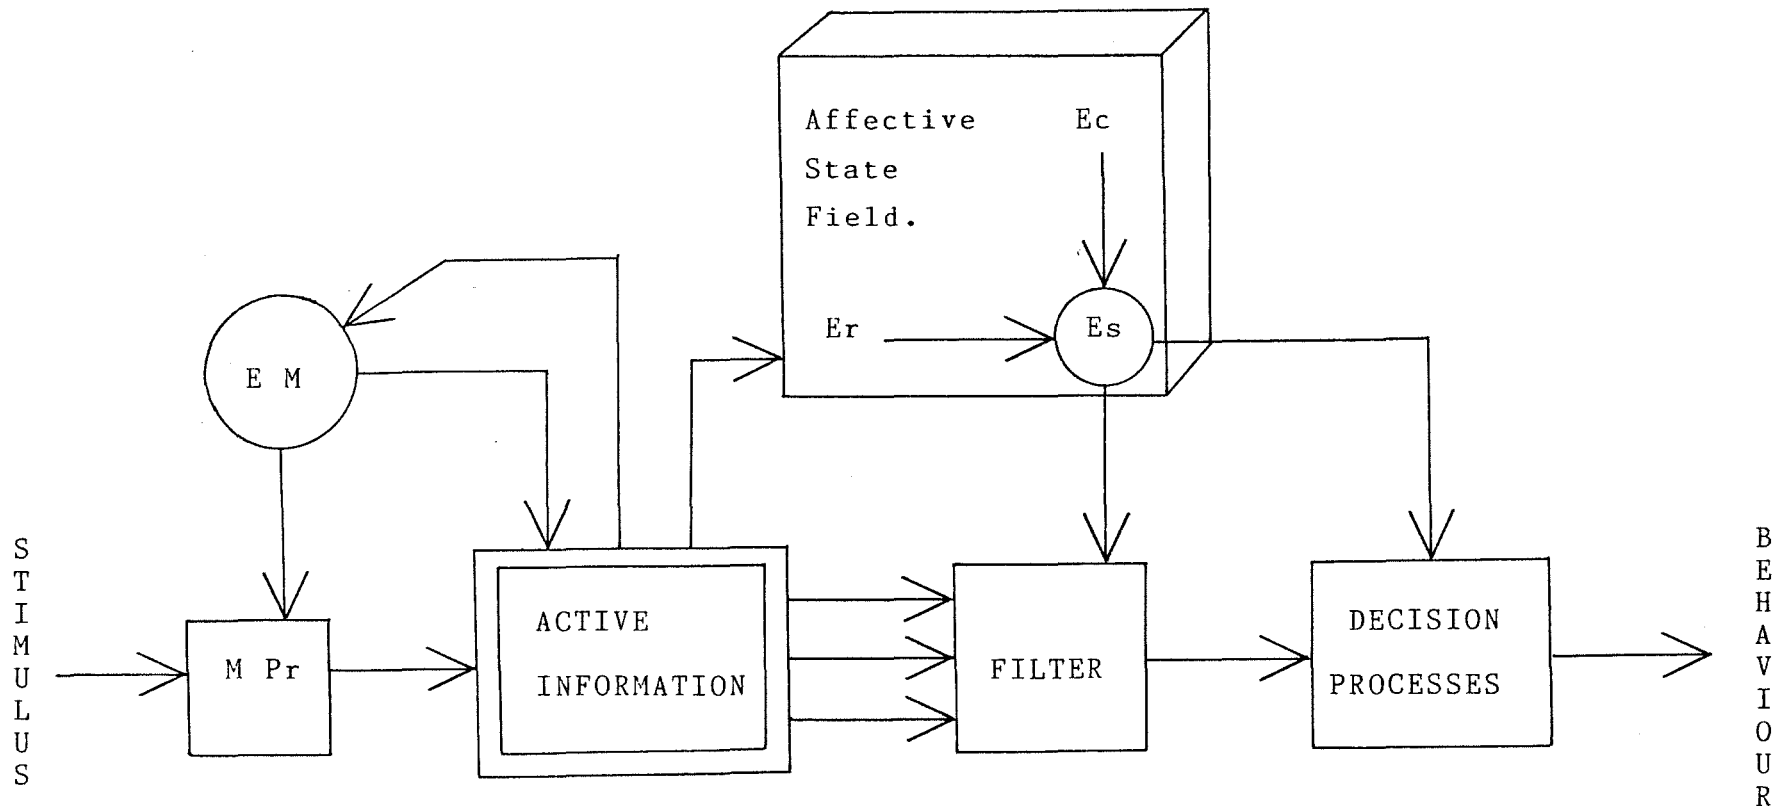 Affective Ec
State
Field.
Er Es
E M
STIMULUS
M Pr
ACTIVE
INFORMATION
FILTER
DECISION
PROCESSES
BEHAVIOUR